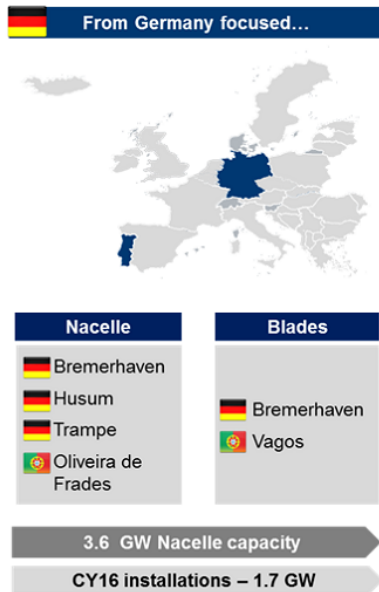 From Germany focused...
Nacelle
Bremerhaven
Husum
Trampe
Oliveira de
Frades
Blades
Bremerhaven
Vagos
3.6 GW Nacelle capacity
CY16 installations – 1.7 GW